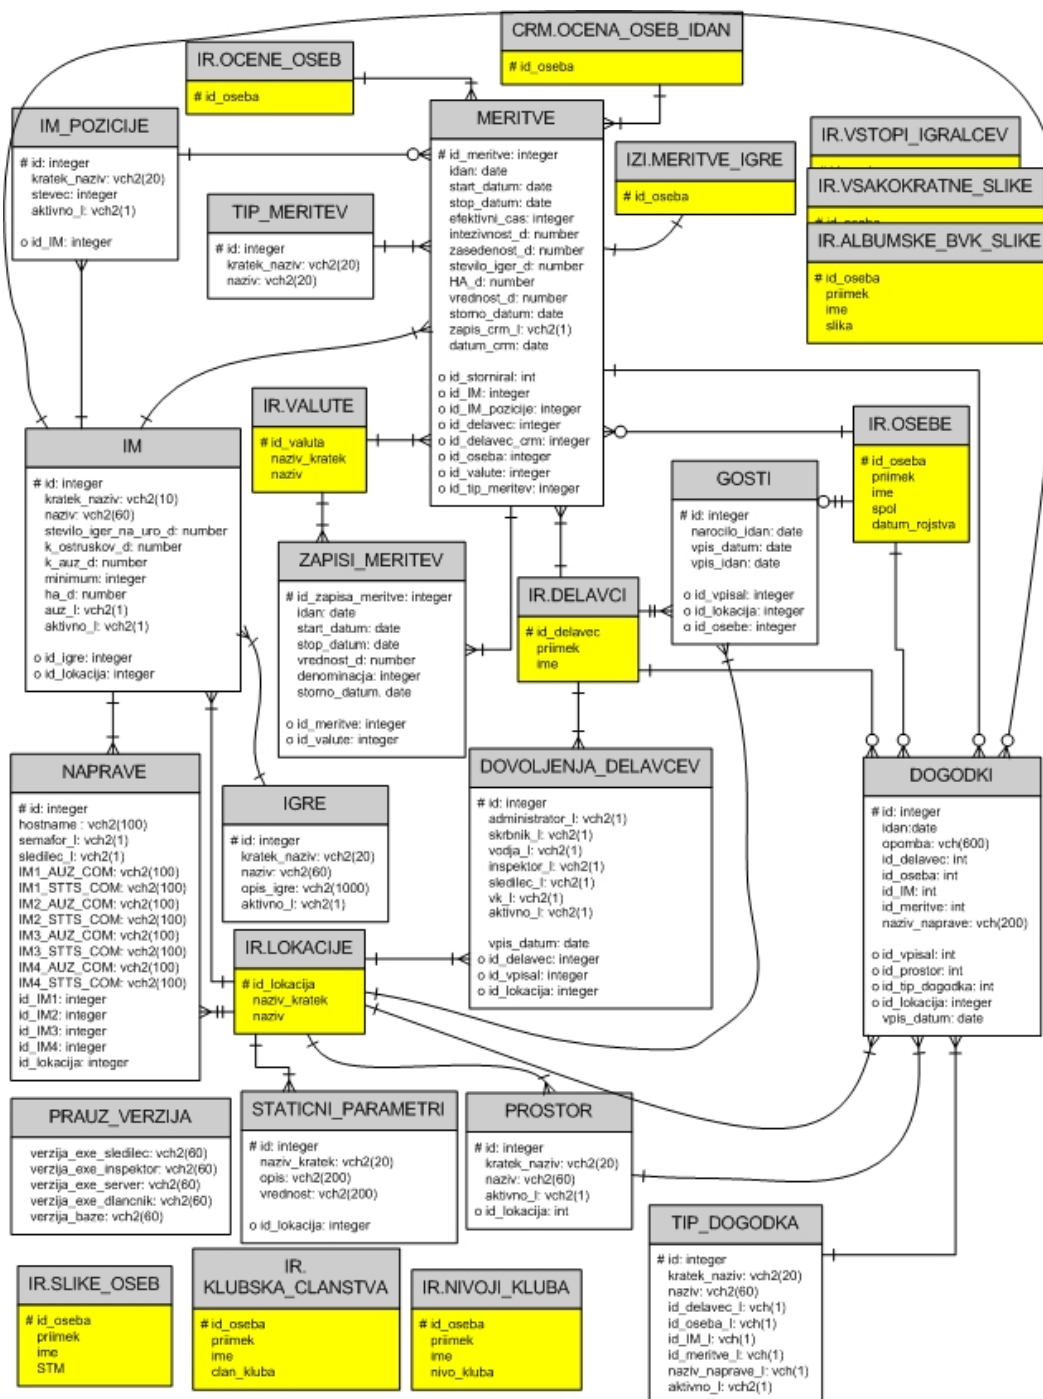 CRM.OCENA_OSEB_IDAN
# id_oseba
IR.OCENE_OSEB
# id_oseba
IM_POZICIJE
# id: integer
kratek_naziv: vch2(20)
stevec: integer
aktivno_l: vch2(1)
o id_IM: integer
MERITVE
# id_meritve: integer
idan: date
start_datum: date
stop_datum: date
efektivni_cas: integer
intezivnost_d: number
zasedenost_d: number
stevilo_iger_d: number
HA_d: number
vrednost_d: number
storno_datum: date
zapis_crm_l: vch2(1)
datum_crm: date
o id_storniral: int
o id_IM: integer
o id_IM_pozicije: integer
o id_delavec: integer
o id_delavec_crm: integer
o id_oseba: integer
o id_valute: integer
o id_tip_meritev: integer
IZI.MERITVE_IGRE
# id_oseba
IR.VSTOPI_IGRALCEV
IR.VSAKOKRATNE_SLIKE
# id_oseba
IR.ALBUMSKE_BVK_SLIKE
# id_oseba
priimek
ime
slika
TIP_MERITEV
# id: integer
kratek_naziv: vch2(20)
naziv: vch2(20)
IR.VALUTE
# id_valuta
naziv_kratek
naziv
IR.OSEBE
# id_oseba
priimek
ime
spol
datum_rojstva
IM
# id: integer
kratek_naziv: vch2(10)
naziv: vch2(60)
stevilo_iger_na_uro_d: number
k_ostruskov_d: number
k_auz_d: number
minimum: integer
ha_d: number
auz_l: vch2(1)
aktivno_l: vch2(1)
o id_igre: integer
o id_lokacija: integer
GOSTI
# id: integer
narocilo_idan: date
vpis_datum: date
vpis_idan: date
o id_vpisal: integer
o id_lokacija: integer
o id_osebe: integer
ZAPISI_MERITEV
# id_zapisa_meritve: integer
idan: date
start_datum: date
stop_datum: date
vrednost_d: number
denominacija: integer
storno_datum. date
o id_meritve: integer
o id_valute: integer
IR.DELAVCI
# id_delavec
priimek
ime
NAPRAVE
# id: integer
hostname : vch2(100)
semafor_l: vch2(1)
sledilec_l: vch2(1)
IM1_AUZ_COM: vch2(100)
IM1_STTS_COM: vch2(100)
IM2_AUZ_COM: vch2(100)
IM2_STTS_COM: vch2(100)
IM3_AUZ_COM: vch2(100)
IM3_STTS_COM: vch2(100)
IM4_AUZ_COM: vch2(100)
IM4_STTS_COM: vch2(100)
id_IM1: integer
id_IM2: integer
id_IM3: integer
id_IM4: integer
id_lokacija: integer
IGRE
# id: integer
kratek_naziv: vch2(20)
naziv: vch2(60)
opis_igre: vch2(1000)
aktivno_l: vch2(1)
DOVOLJENJA_DELAVCEV
# id: integer
administrator_l: vch2(1)
skrbnik_l: vch2(1)
vodja_l: vch2(1)
inspektor_l: vch2(1)
sledilec_l: vch2(1)
vk_l: vch2(1)
aktivno_l: vch2(1)
vpis_datum: date
o id_delavec: integer
o id_vpisal: integer
o id_lokacija: integer
DOGODKI
# id: integer
idan:date
opomba: vch(600)
id_delavec: int
id_oseba: int
id_IM: int
id_meritve: int
naziv_naprave: vch(200)
o id_vpisal: int
o id_prostor: int
o id_tip_dogodka: int
o id_lokacija: integer
vpis_datum: date
IR.LOKACIJE
# id_lokacija
naziv_kratek
naziv
PRAUZ_VERZIJA
verzija_exe_sledilec: vch2(60)
verzija_exe_inspektor: vch2(60)
verzija_exe_server: vch2(60)
verzija_exe_dlancnik: vch2(60)
verzija_baze: vch2(60)
STATICNI_PARAMETRI
# id: integer
naziv_kratek: vch2(20)
opis: vch2(200)
vrednost: vch2(200)
o id_lokacija: integer
PROSTOR
# id: integer
kratek_naziv: vch2(20)
naziv: vch2(60)
aktivno_l: vch2(1)
o id_lokacija: int
TIP_DOGODKA
# id: integer
kratek_naziv: vch2(20)
naziv: vch2(60)
id_delavec_l: vch(1)
id_oseba_l: vch(1)
id_IM_l: vch(1)
id_meritve_l: vch(1)
naziv_naprave_l: vch(1)
aktivno_l: vch2(1)
IR.SLIKE_OSEB
# id_oseba
priimek
ime
STM
IR.
KLUBSKA_CLANSTVA
# id_oseba
priimek
ime
clan_kluba
IR.NIVOJI_KLUBA
# id_oseba
priimek
ime
nivo_kluba